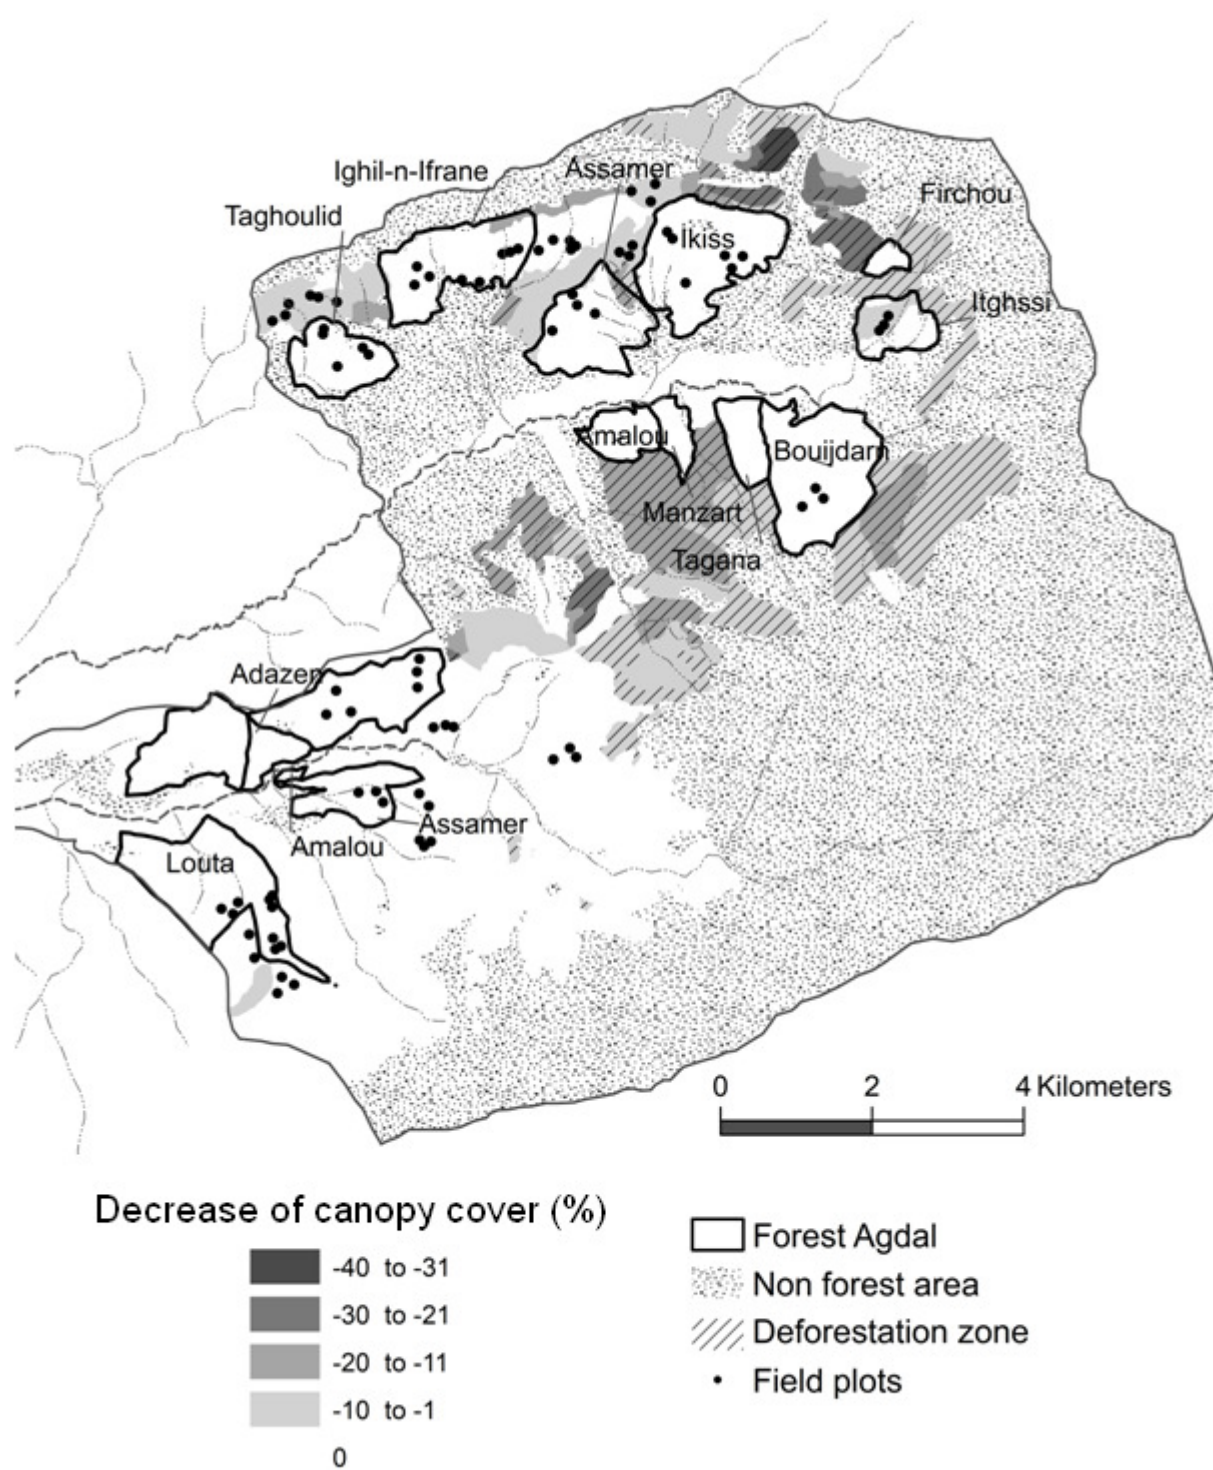 Ighil-n-Ifrane
Assamer
Taghoulid
Firchou
Ikiss
Itghssi
Amalou
Bouijdarn
Manzart
Tagana
Adazen
Assamer
Amalou
Louta
0 2 4 Kilometers
Decrease of canopy cover (%)
-40 to -31
-30 to -21
-20 to -11
-10 to -1
0
Forest Agdal
Non forest area
Deforestation zone
Field plots